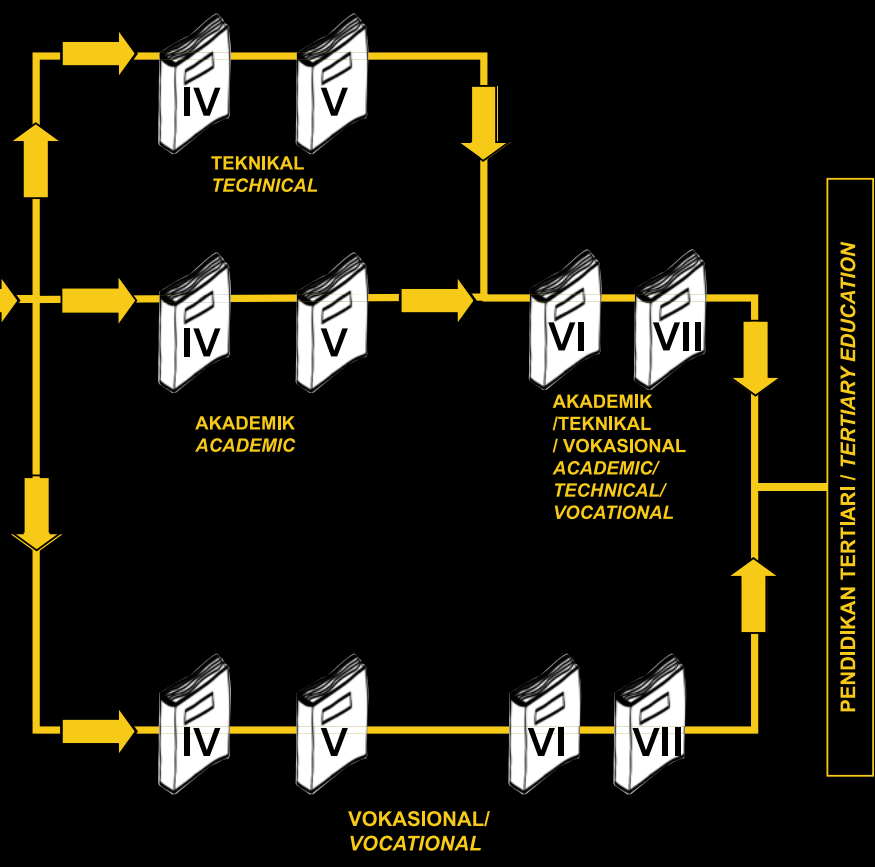 IV
V
TEKNIKAL
TECHNICAL
IV
V
VI
VII
AKADEMIK
ACADEMIC
AKADEMIK
/TEKNIKAL
/ VOKASIONAL
ACADEMIC/
TECHNICAL/
VOCATIONAL
PENDIDIKAN TERTIARI / TERTIARY EDUCATION
IV
V
VI
VII
VOKASIONAL/
VOCATIONAL